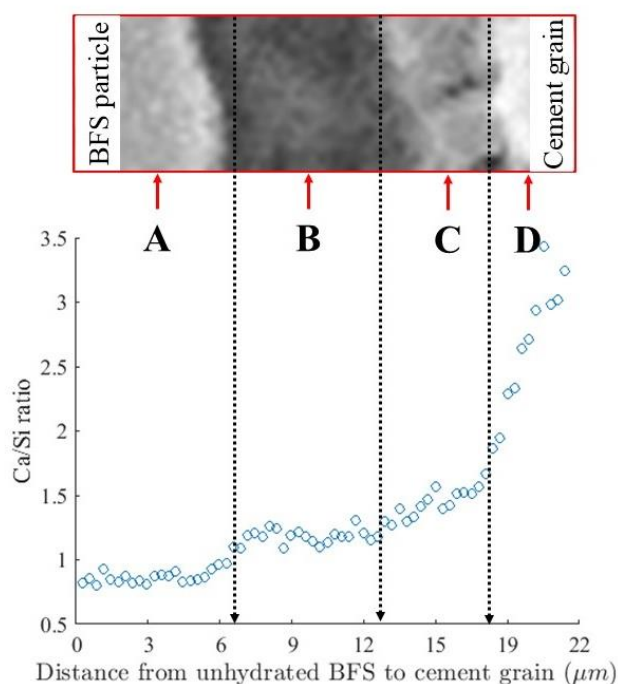 BFS particle
Cement grain
A B C D
3.5
3
2.5
2
1.5
1
0.5
Ca/Si ratio
0 3 6 9 12 15 19 22
Distance from unhydrated BFS to cement grain (μm)